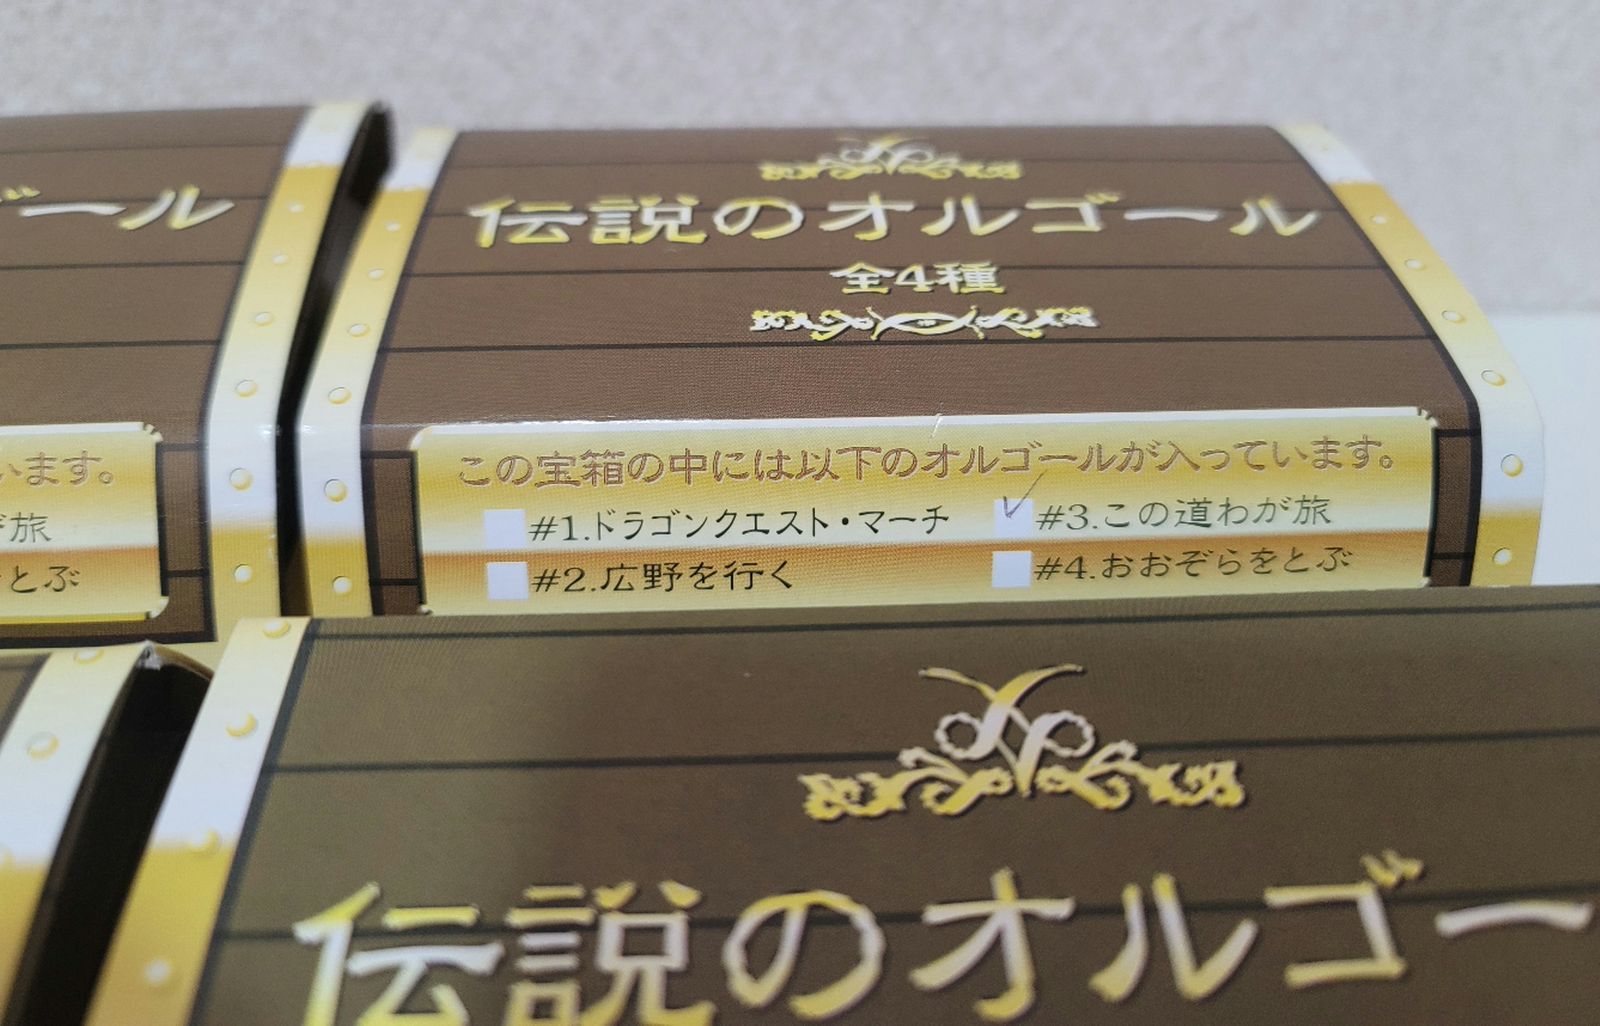 ゴール
います。
が旅
をとぶ
伝説のオルゴール
全4種
この宝箱の中には以下のオルゴールが入っています。
#1.ドラゴンクエスト・マーチ
#2.広野を行く
#3.この道わが旅
#4.おおぞらをとぶ
伝説のオルゴー